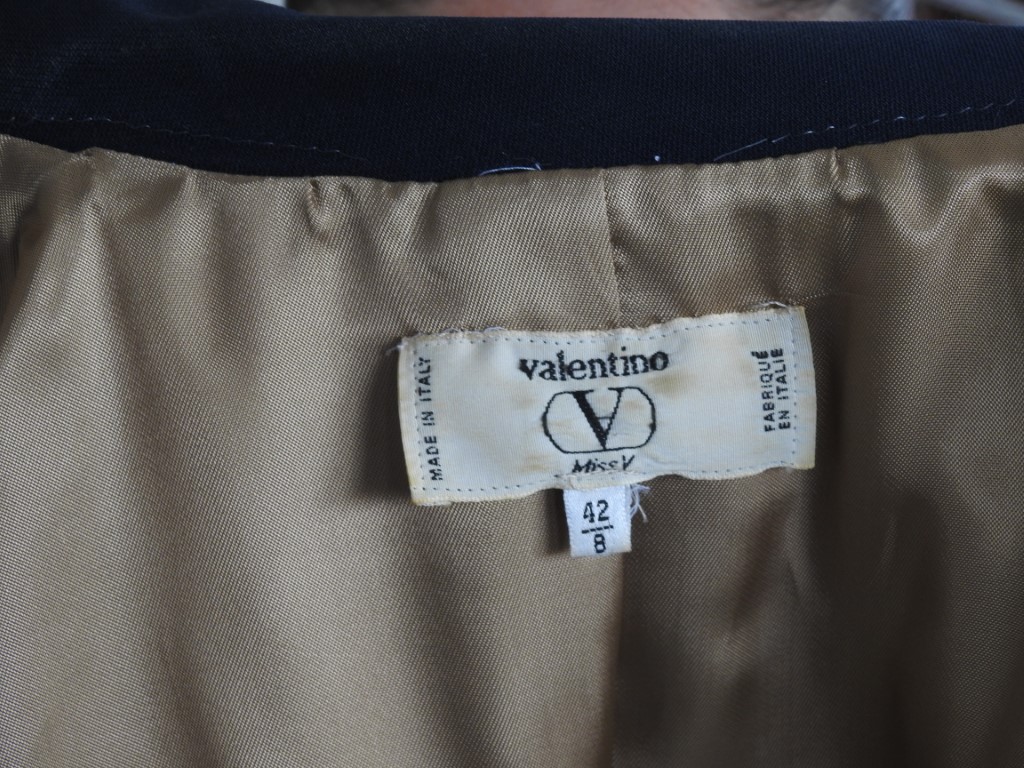 valentino
V
Miss V
MADE IN ITALY
FABRIQUÉ
EN ITALIE
42
8